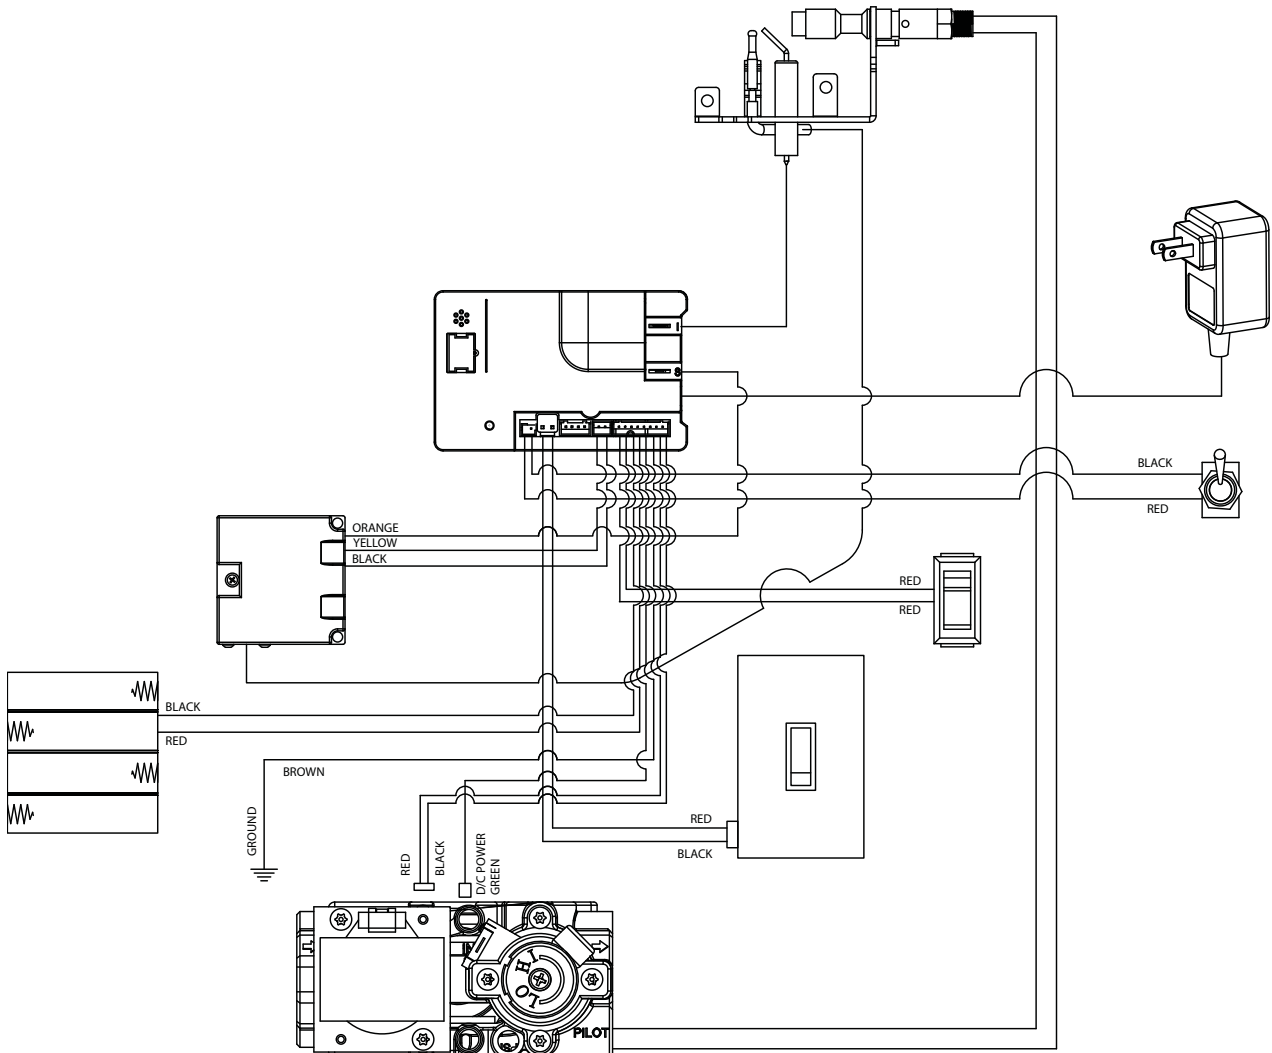 I
S
BLACK
RED
ORANGE
YELLOW
BLACK
RED
RED
BLACK
RED
BROWN
GROUND
RED
BLACK
D/C POWER
GREEN
RED
BLACK
HI
LO
PILOT